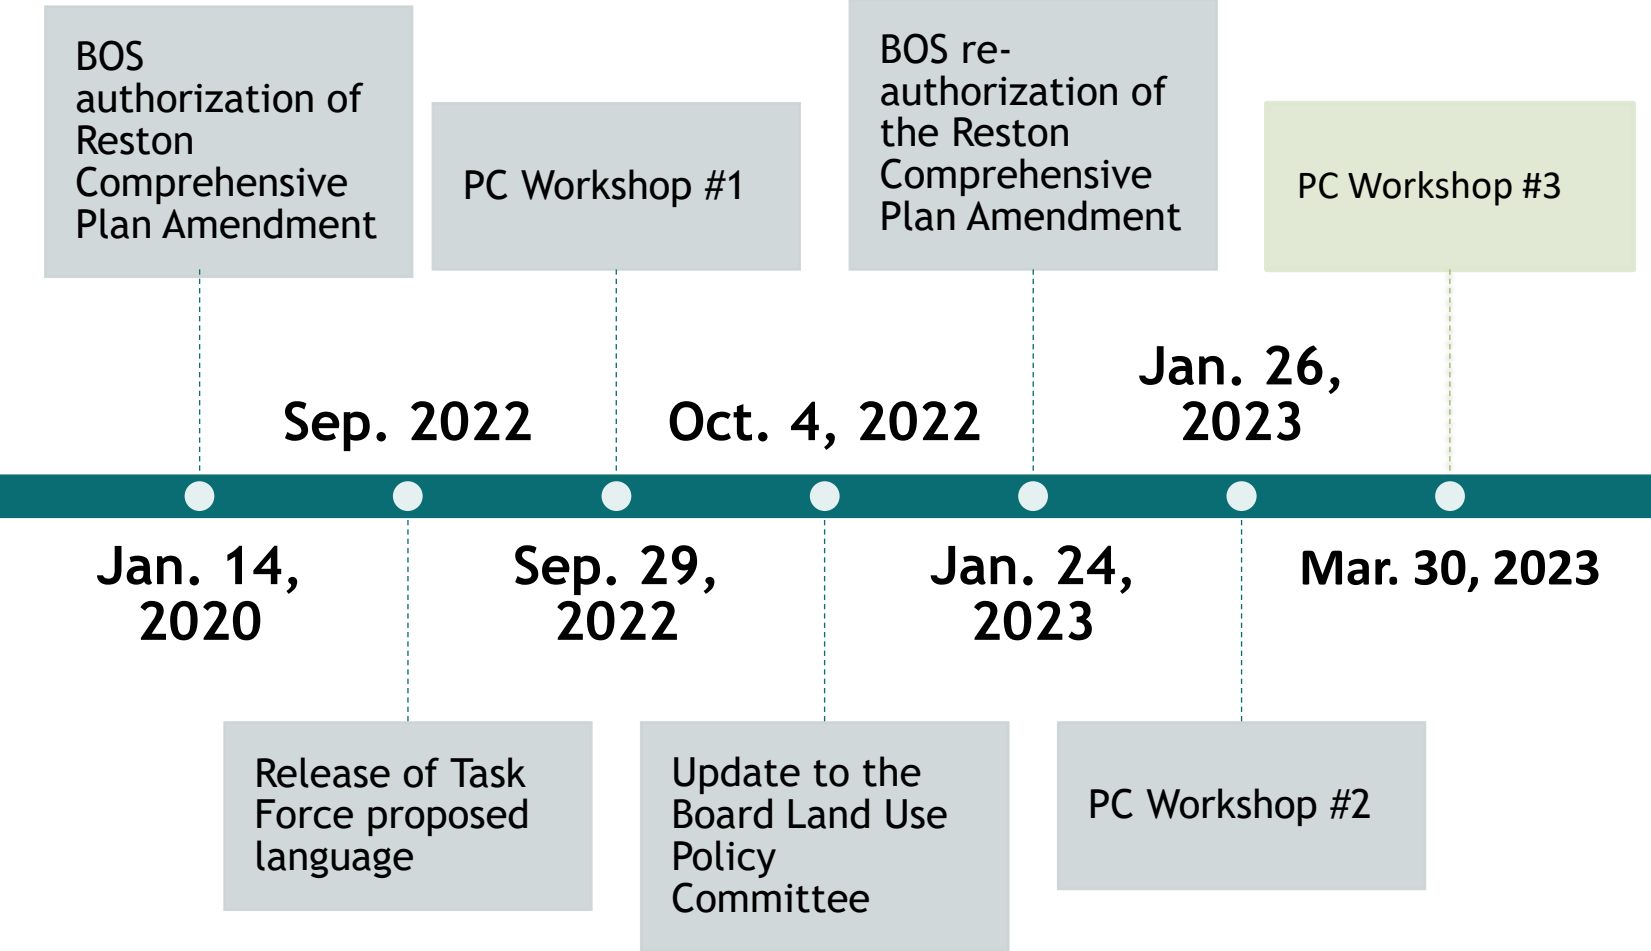 BOS
authorization of
Reston
Comprehensive
Plan Amendment
PC Workshop #1
BOS re-
authorization of
the Reston
Comprehensive
Plan Amendment
PC Workshop #3
Sep. 2022
Oct. 4, 2022
Jan. 26,
2023
Jan. 14,
2020
Sep. 29,
2022
Jan. 24,
2023
Mar. 30, 2023
Release of Task
Force proposed
language
Update to the
Board Land Use
Policy
Committee
PC Workshop #2